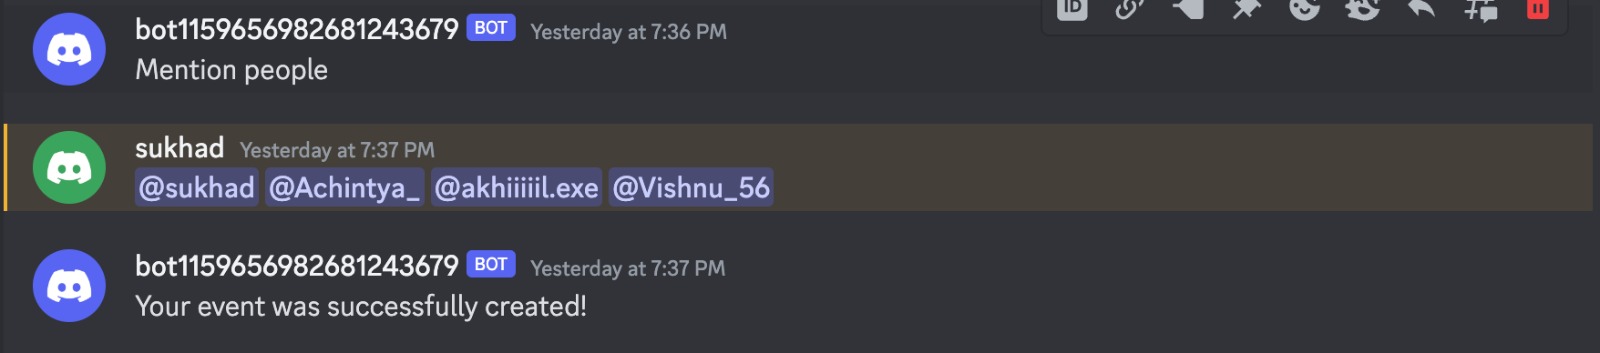 ID
bot1159656982681243679 BOT Yesterday at 7:36 PM
Mention people
sukhad Yesterday at 7:37 PM
@sukhad @Achintya_ @akhiiiiil.exe @Vishnu_56
bot1159656982681243679 BOT Yesterday at 7:37 PM
Your event was successfully created!